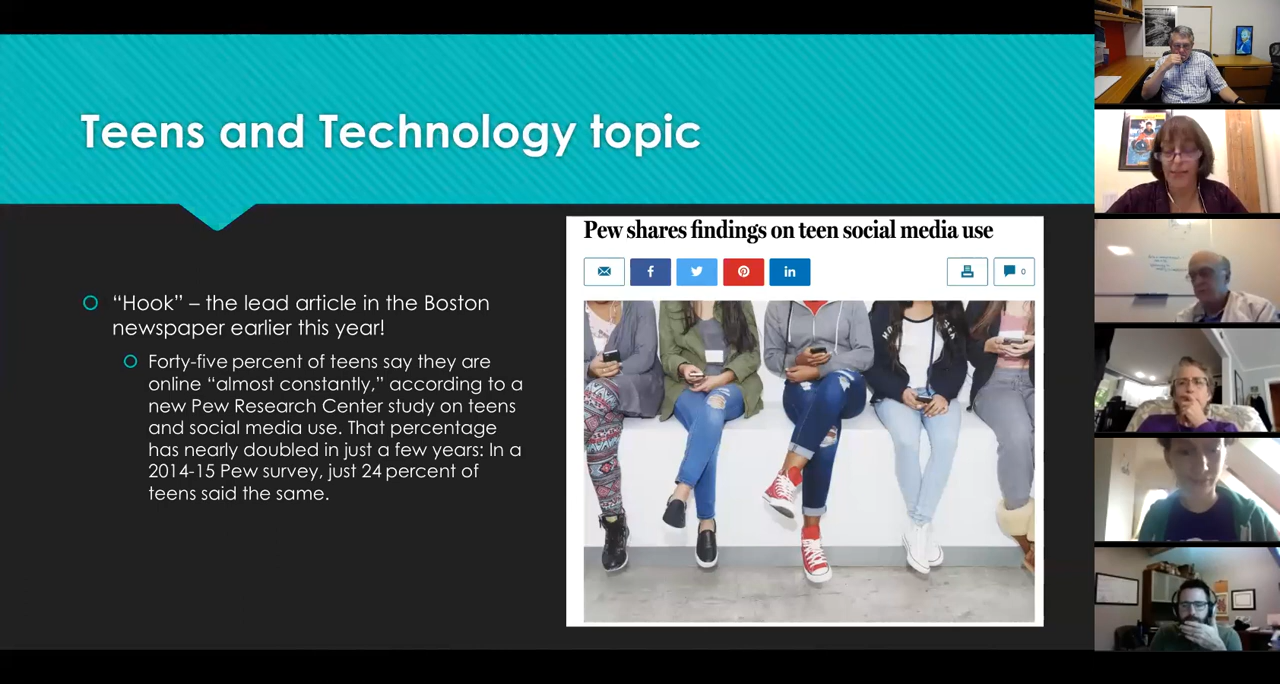 Teens and Technology topic
“Hook” – the lead article in the Boston
newspaper earlier this year!
Forty-five percent of teens say they are
online “almost constantly,” according to a
new Pew Research Center study on teens
and social media use. That percentage
has nearly doubled in just a few years: In a
2014-15 Pew survey, just 24 percent of
teens said the same.
Pew shares findings on teen social media use
f
in
0